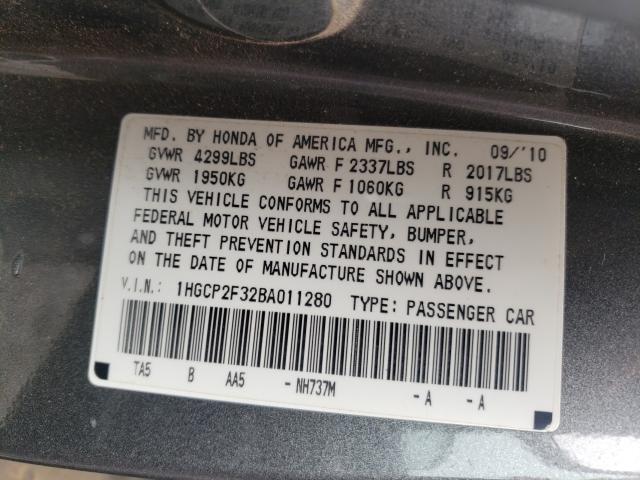 MFD. BY HONDA OF AMERICA MFG., INC. 09/'10
GVWR 4299LBS GAWR F 2337LBS R 2017LBS
GVWR 1950KG GAWR F 1060KG R 915KG
THIS VEHICLE CONFORMS TO ALL APPLICABLE
FEDERAL MOTOR VEHICLE SAFETY, BUMPER,
AND THEFT PREVENTION STANDARDS IN EFFECT
ON THE DATE OF MANUFACTURE SHOWN ABOVE.
V.I.N.: 1HGCP2F32BA011280 TYPE: PASSENGER CAR
TA5 B AA5 -NH737M -A -A